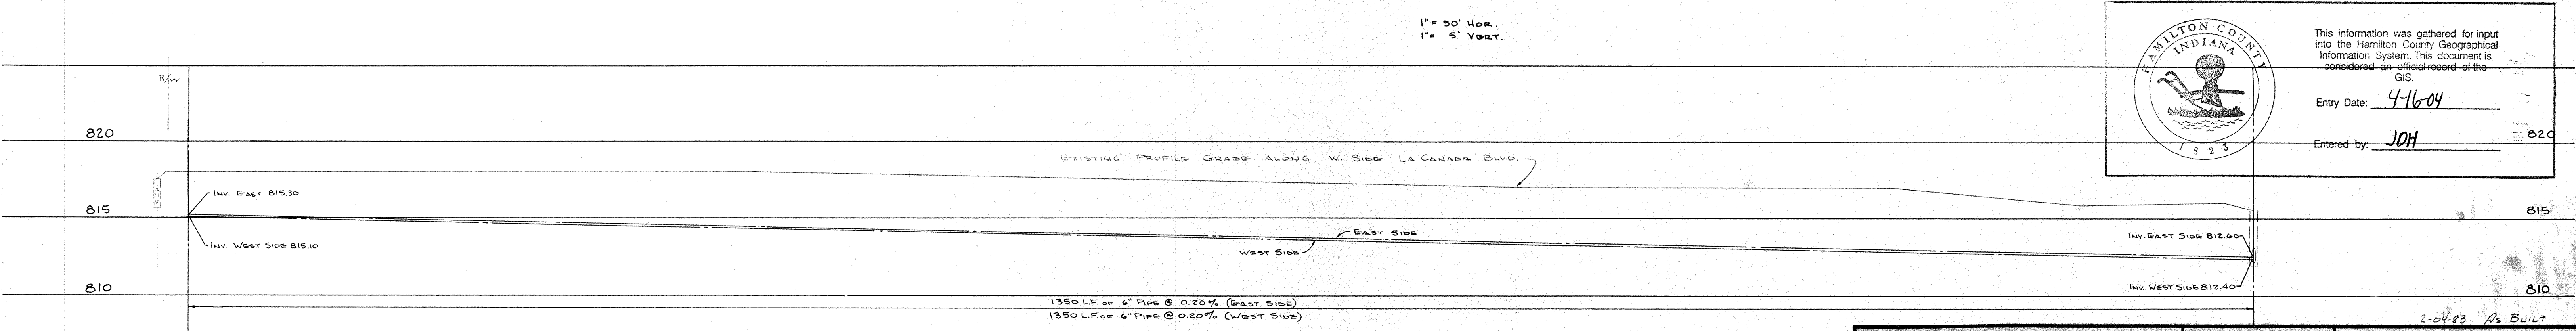 1" = 50' HOR.
1" = 5' VERT.
HAMILTON COUNTY
INDIANA
1823
This information was gathered for input
into the Hamilton County Geographical
Information System. This document is
considered an official record of the
GIS.
Entry Date: 4-16-04
Entered by: JDH
R/W
820
820
EXISTING PROFILE GRADE ALONG W. SIDE LA CANADA BLVD.
INV. EAST 815.30
815
815
INV. WEST SIDE 815.10
EAST SIDE
WEST SIDE
INV. EAST SIDE 812.60
INV. WEST SIDE 812.40
810
810
1350 L.F. OF 6" PIPE @ 0.20% (EAST SIDE)
1350 L.F. OF 6" PIPE @ 0.20% (WEST SIDE)
2-04-83 AS BUILT